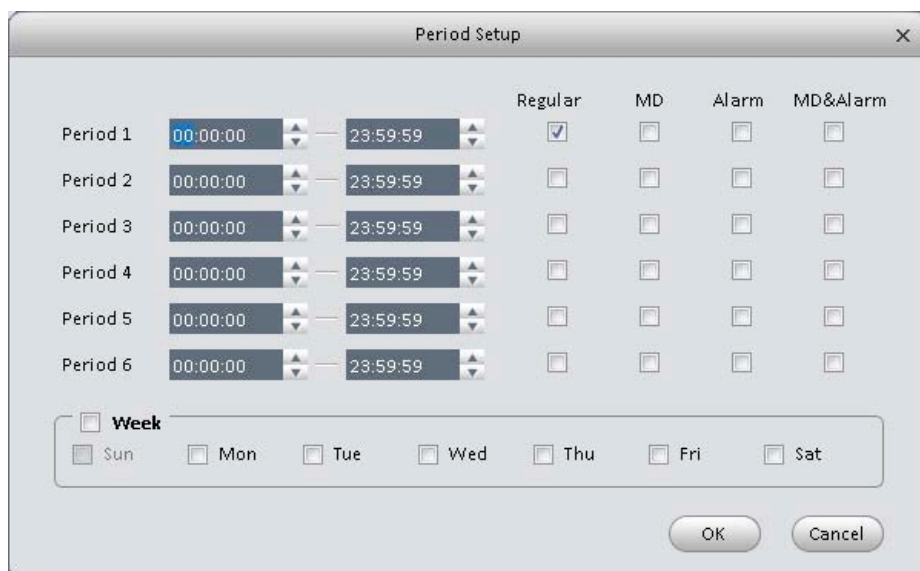 Period Setup
Regular MD Alarm MD&Alarm
Period 1 00:00:00 23:59:59
Period 2 00:00:00 23:59:59
Period 3 00:00:00 23:59:59
Period 4 00:00:00 23:59:59
Period 5 00:00:00 23:59:59
Period 6 00:00:00 23:59:59
Week
Sun Mon Tue Wed Thu Fri Sat
OK Cancel